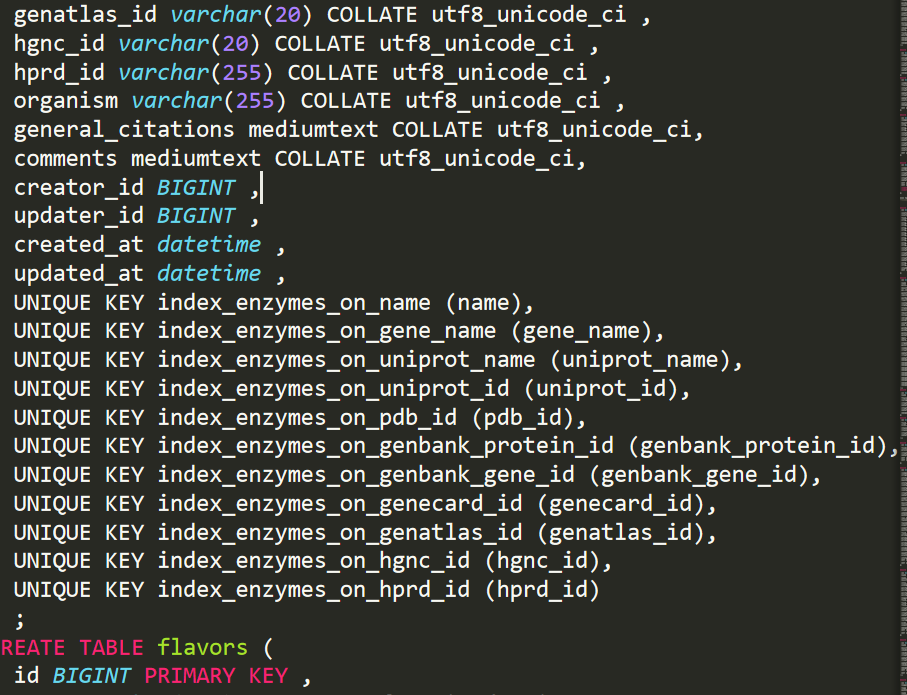 genatlas_id varchar(20) COLLATE utf8_unicode_ci ,
hgnc_id varchar(20) COLLATE utf8_unicode_ci ,
hprd_id varchar(255) COLLATE utf8_unicode_ci ,
organism varchar(255) COLLATE utf8_unicode_ci ,
general_citations mediumtext COLLATE utf8_unicode_ci,
comments mediumtext COLLATE utf8_unicode_ci,
creator_id BIGINT ,
updater_id BIGINT ,
created_at datetime ,
updated_at datetime ,
UNIQUE KEY index_enzymes_on_name (name),
UNIQUE KEY index_enzymes_on_gene_name (gene_name),
UNIQUE KEY index_enzymes_on_uniprot_name (uniprot_name),
UNIQUE KEY index_enzymes_on_uniprot_id (uniprot_id),
UNIQUE KEY index_enzymes_on_pdb_id (pdb_id),
UNIQUE KEY index_enzymes_on_genbank_protein_id (genbank_protein_id),
UNIQUE KEY index_enzymes_on_genbank_gene_id (genbank_gene_id),
UNIQUE KEY index_enzymes_on_genecard_id (genecard_id),
UNIQUE KEY index_enzymes_on_genatlas_id (genatlas_id),
UNIQUE KEY index_enzymes_on_hgnc_id (hgnc_id),
UNIQUE KEY index_enzymes_on_hprd_id (hprd_id)
;
REATE TABLE flavors (
id BIGINT PRIMARY KEY ,